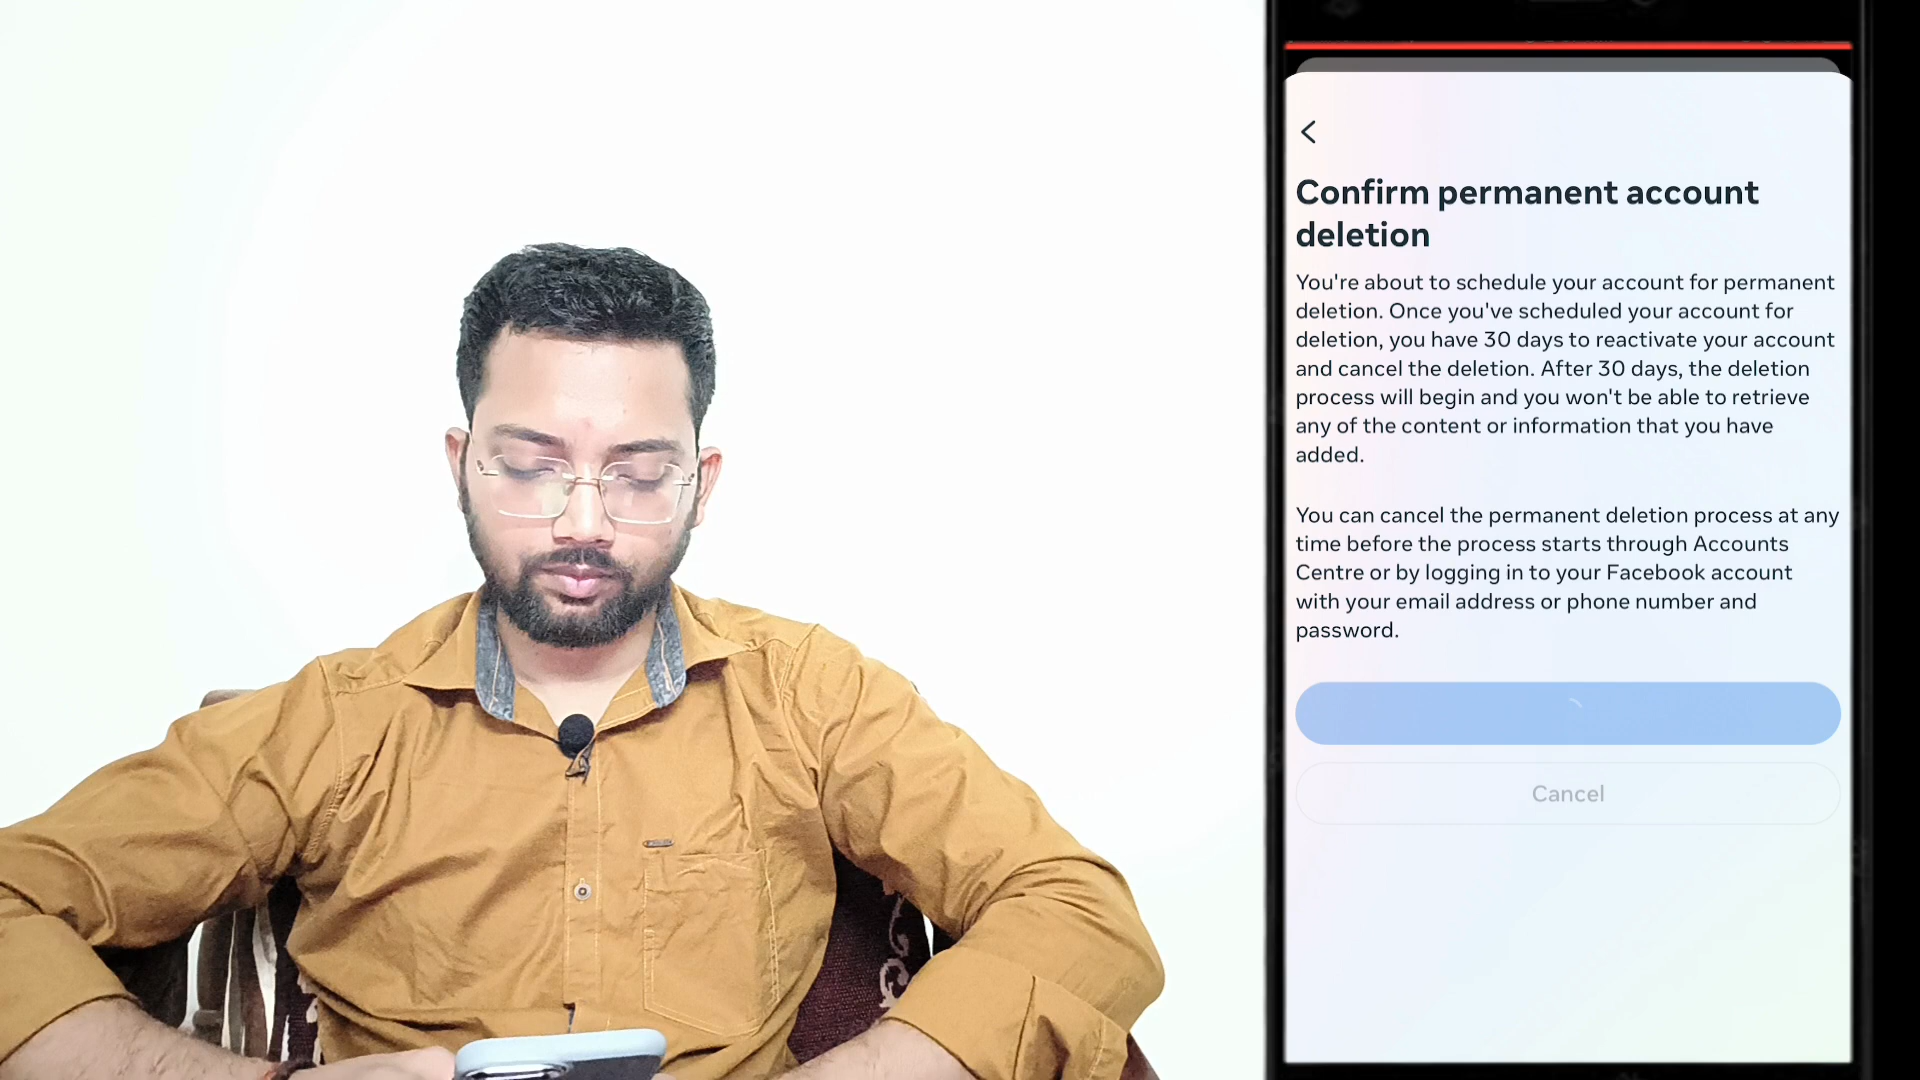 Confirm permanent account
deletion
You're about to schedule your account for permanent
deletion. Once you've scheduled your account for
deletion, you have 30 days to reactivate your account
and cancel the deletion. After 30 days, the deletion
process will begin and you won't be able to retrieve
any of the content or information that you have
added.
You can cancel the permanent deletion process at any
time before the process starts through Accounts
Centre or by logging in to your Facebook account
with your email address or phone number and
password.
Cancel